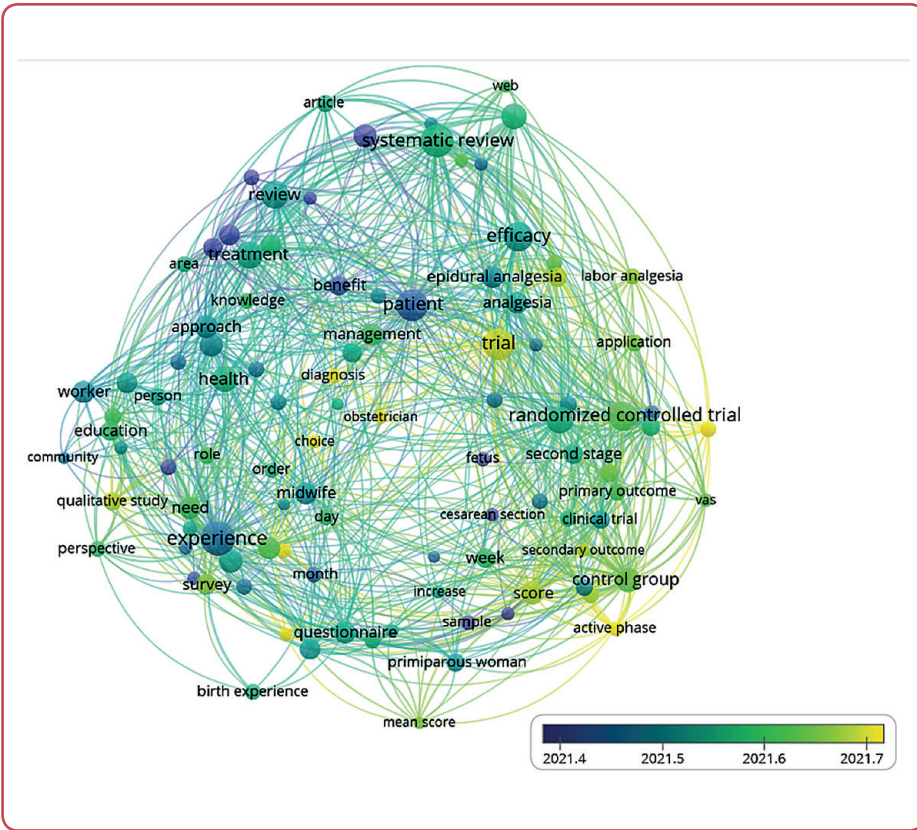 web
article
systematic review
review
efficacy
treatment
area
epidural analgesia
labor analgesia
benefit
knowledge
patient
analgesia
approach
management
trial
application
diagnosis
health
worker
person
obstetrician
randomized controlled trial
education
choice
community
role
order
fetus
second stage
qualitative study
need
midwife
primary outcome
vas
day
cesarean section
clinical trial
experience
perspective
week
secondary outcome
survey
month
increase
score
control group
sample
active phase
questionnaire
primiparous woman
birth experience
mean score
2021.4 2021.5 2021.6 2021.7